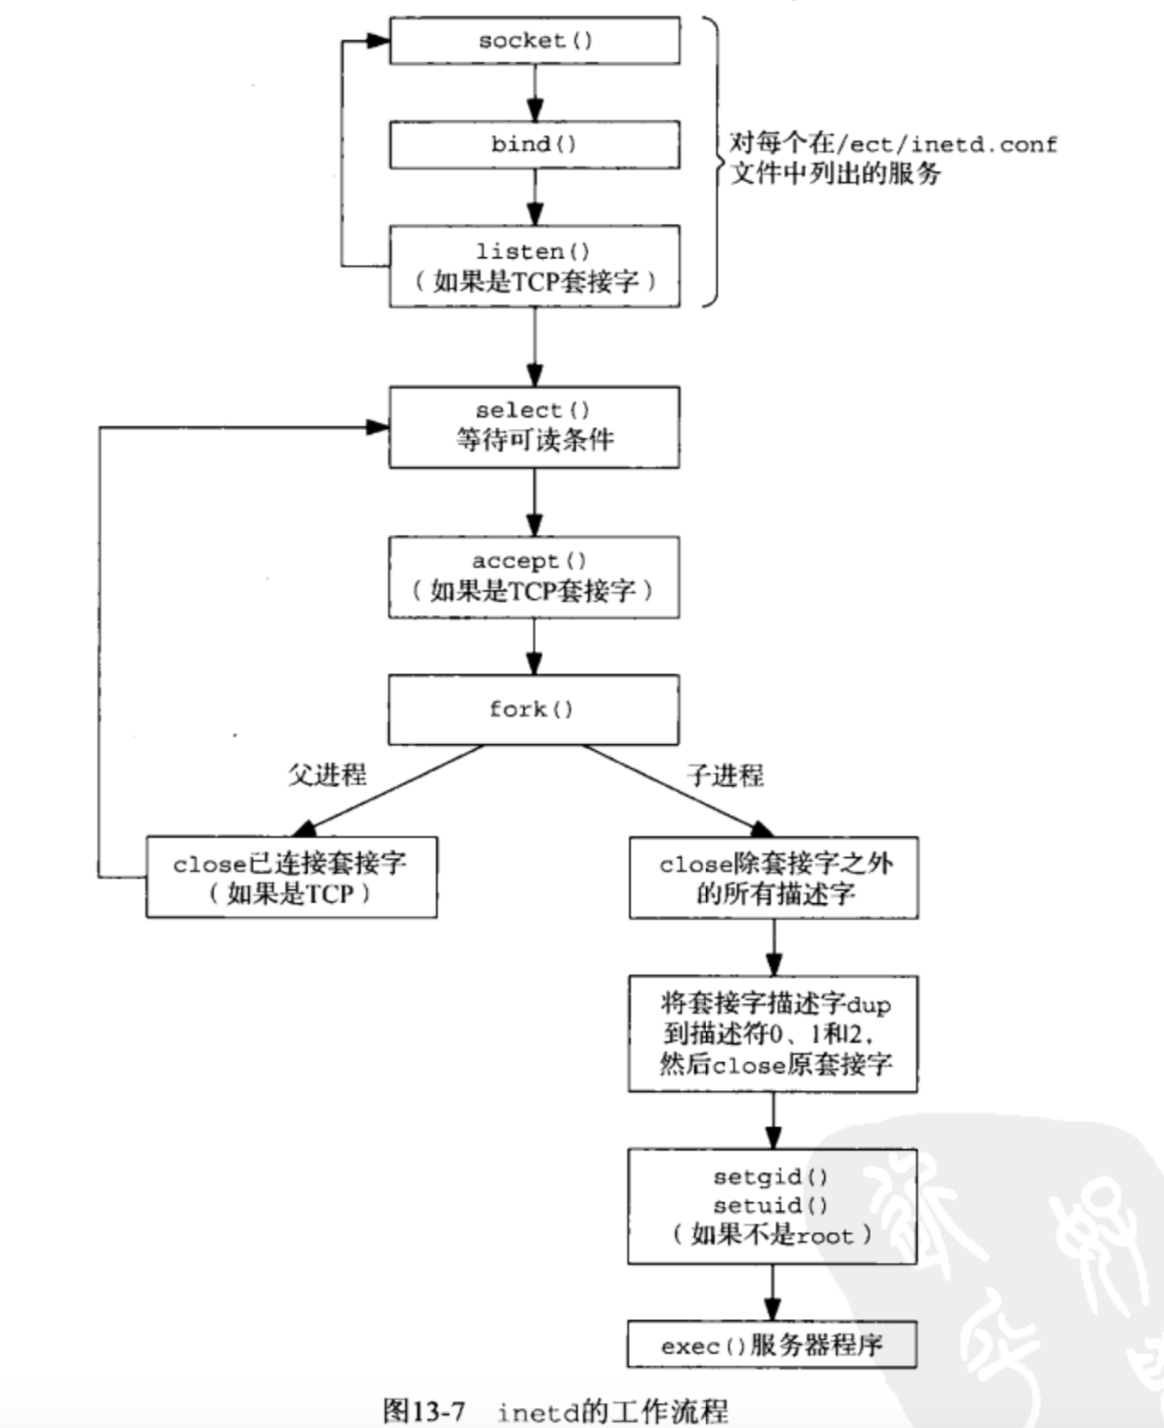 socket()
bind()
对每个在/ect/inetd.conf
文件中列出的服务
listen()
（如果是TCP套接字）
select()
等待可读条件
accept()
（如果是TCP套接字）
fork()
父进程
子进程
close已连接套接字
（如果是TCP）
close除套接字之外
的所有描述字
将套接字描述字dup
到描述符0、1和2，
然后close原套接字
setgid()
setuid()
（如果不是root）
exec()服务器程序
图13-7 inetd的工作流程